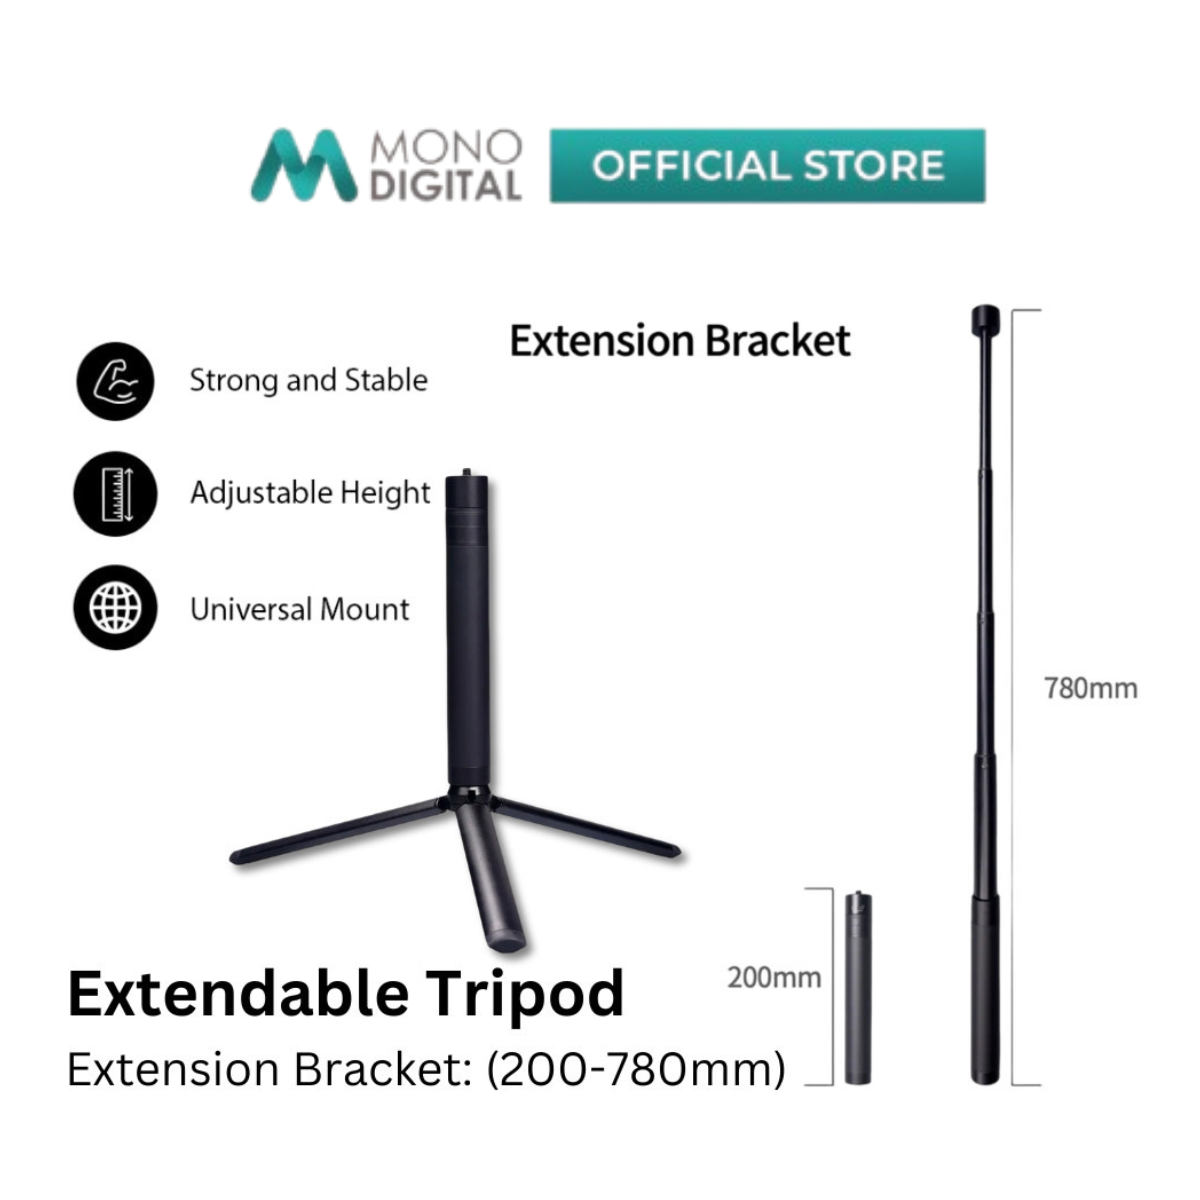 MONO
DIGITAL
OFFICIAL STORE
Extension Bracket
Strong and Stable
Adjustable Height
Universal Mount
780mm
200mm
Extendable Tripod
Extension Bracket: (200-780mm)